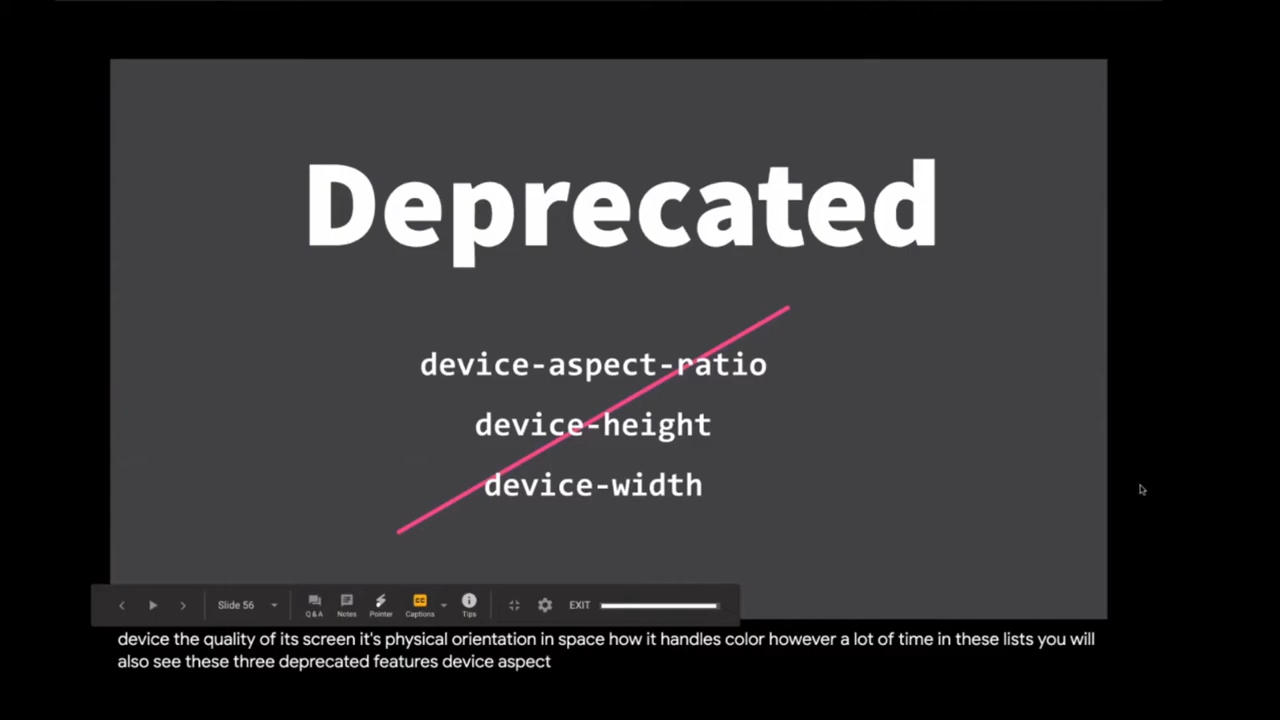 Deprecated
device-aspect-ratio
device-height
device-width
Slide 56
Q & A
Notes
Pointer
CC
Captions
Tips
EXIT
device the quality of its screen it's physical orientation in space how it handles color however a lot of time in these lists you will
also see these three deprecated features device aspect